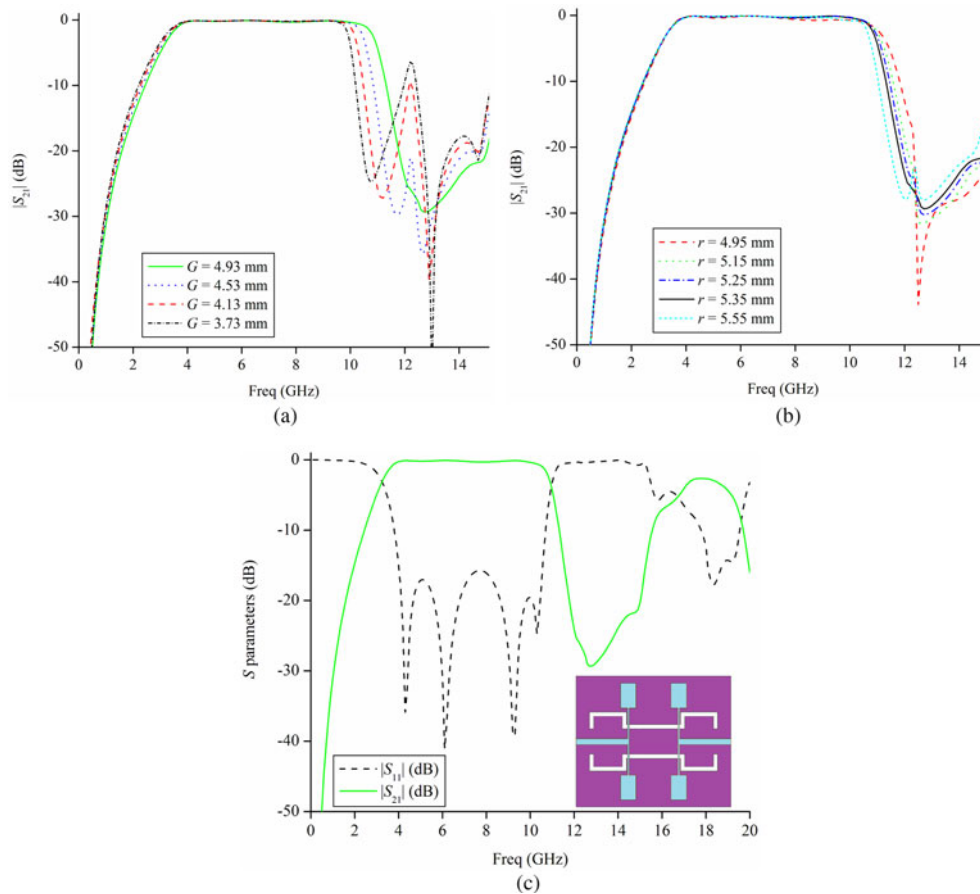 0
-10
-20
-30
-40
-50
|S21| (dB)
G = 4.93 mm
G = 4.53 mm
G = 4.13 mm
G = 3.73 mm
0 2 4 6 8 10 12 14
Freq (GHz)
(a)
0
-10
-20
-30
-40
-50
|S21| (dB)
r = 4.95 mm
r = 5.15 mm
r = 5.25 mm
r = 5.35 mm
r = 5.55 mm
0 2 4 6 8 10 12 14
Freq (GHz)
(b)
0
-10
-20
-30
-40
-50
S parameters (dB)
|S11| (dB)
|S21| (dB)
0 2 4 6 8 10 12 14 16 18 20
Freq (GHz)
(c)